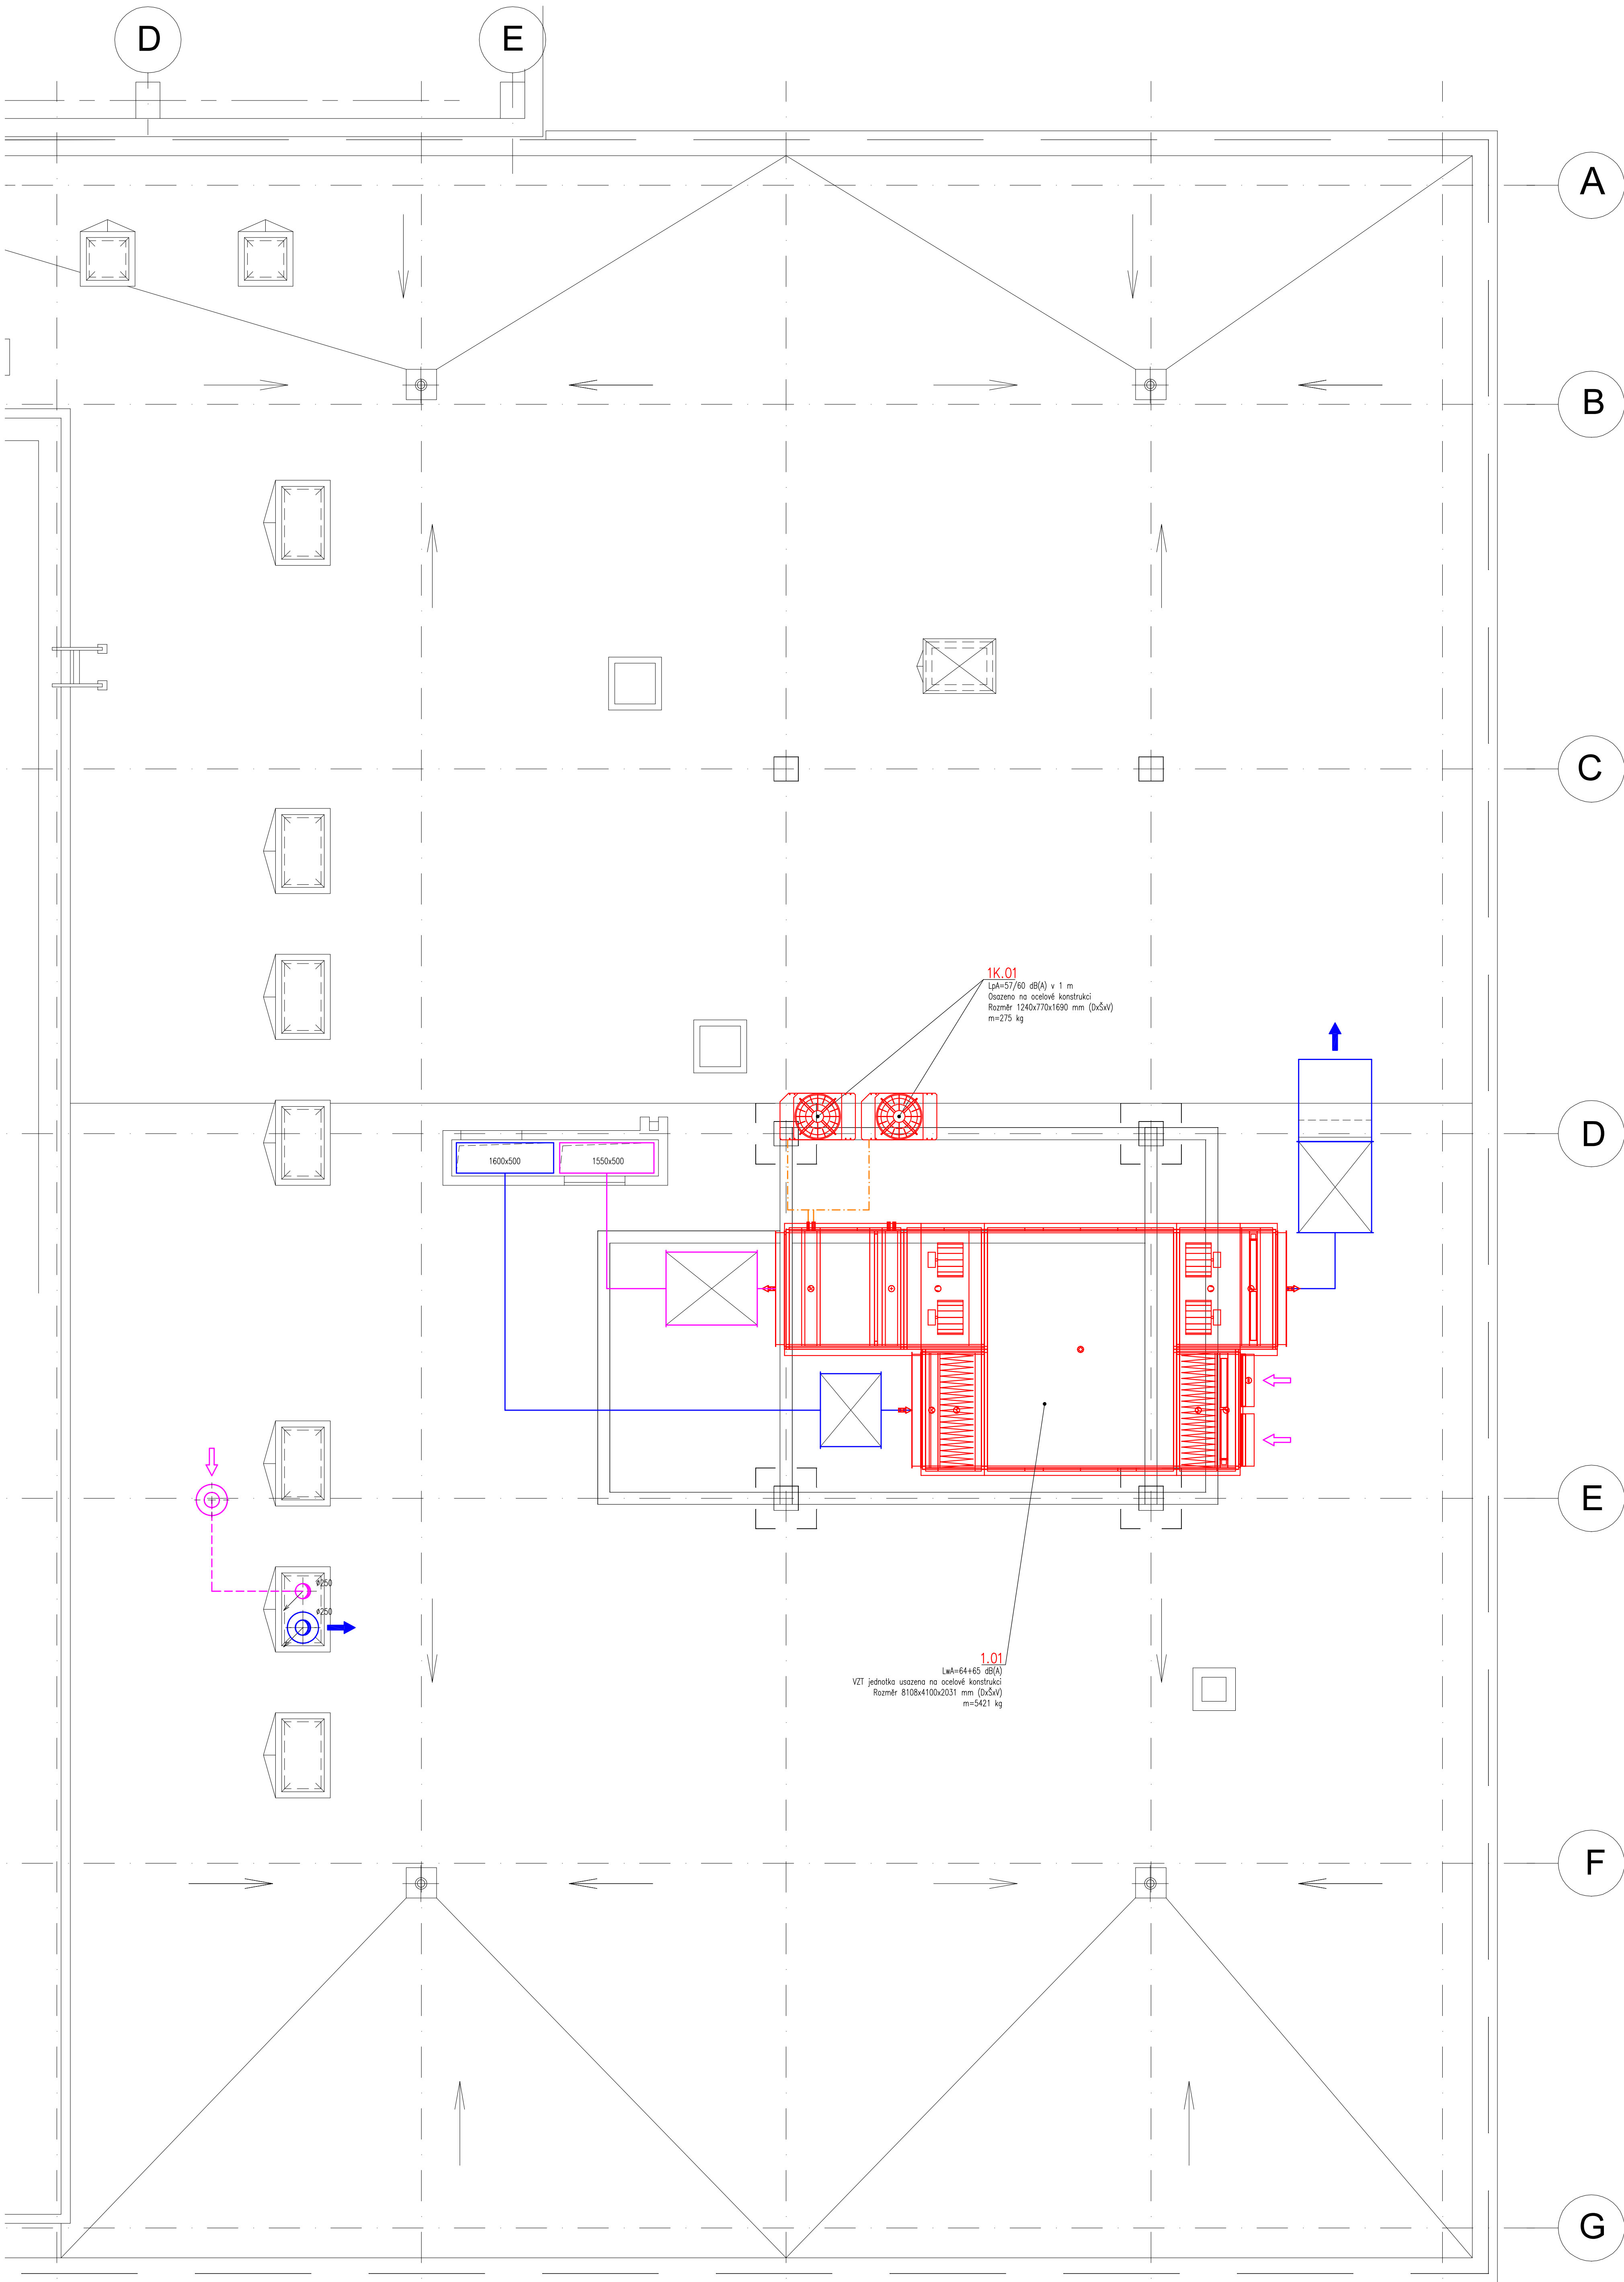 D
E
A
B
C
1K.01
LpA=57/60 dB(A) v 1 m
Osazeno na ocelové konstrukci
Rozměr 1240x770x1690 mm (DxŠxV)
m=275 kg
D
1600x500
1550x500
E
ø250
ø250
1.01
LwA=64+65 dB(A)
VZT jednotka usazena na ocelové konstrukci
Rozměr 8108x4100x2031 mm (DxŠxV)
m=5421 kg
F
G